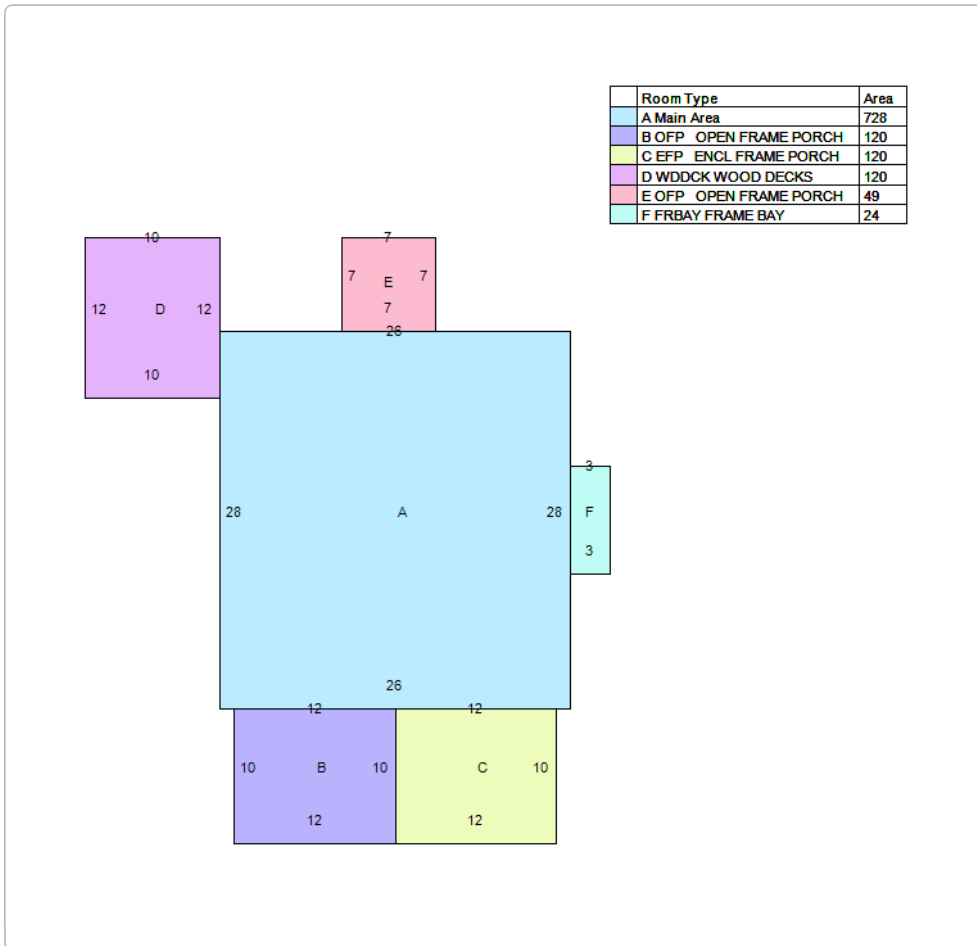 Room Type Area
A Main Area 728
B OFP OPEN FRAME PORCH 120
C EFP ENCL FRAME PORCH 120
D WDDCK WOOD DECKS 120
E OFP OPEN FRAME PORCH 49
F FRBAY FRAME BAY 24
10 7
7 E 7
12 D 12
7
26
10
3
28 A 28 F
3
26
12 12
10 B 10 C 10
12 12